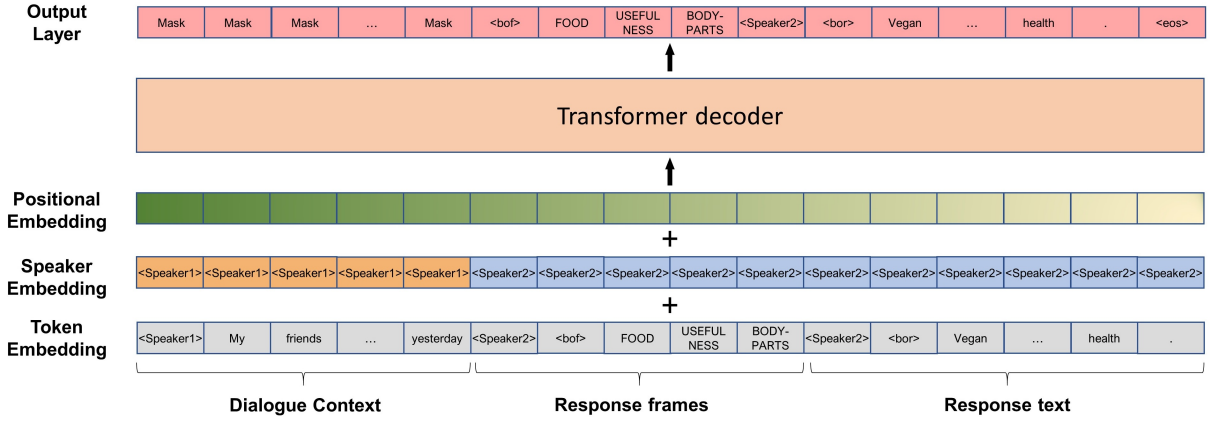 Output
Layer
Mask Mask Mask … Mask <bof> FOOD USEFUL NESS BODY- PARTS <Speaker2> <bor> Vegan … health . <eos>
Transformer decoder
Positional
Embedding
+
Speaker
Embedding
<Speaker1> <Speaker1> <Speaker1> <Speaker1> <Speaker1> <Speaker2> <Speaker2> <Speaker2> <Speaker2> <Speaker2> <Speaker2> <Speaker2> <Speaker2> <Speaker2> <Speaker2> <Speaker2>
+
Token
Embedding
<Speaker1> My friends … yesterday <Speaker2> <bof> FOOD USEFUL NESS BODY- PARTS <Speaker2> <bor> Vegan … health .
Dialogue Context Response frames Response text